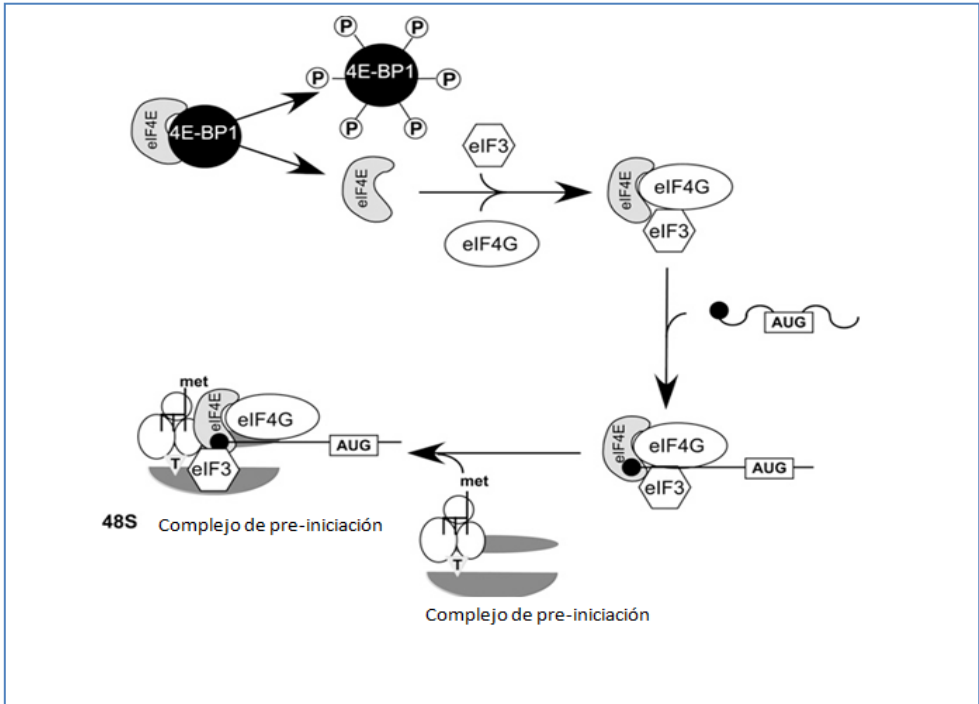 P
P
P
4E-BP1
P
P
P
eIF4E
4E-BP1
eIF4E
eIF3
eIF4G
eIF4E
eIF4G
eIF3
AUG
met
eIF4E
eIF4G
AUG
T
eIF3
eIF4E
eIF4G
AUG
eIF3
48S Complejo de pre-iniciación
met
T
Complejo de pre-iniciación